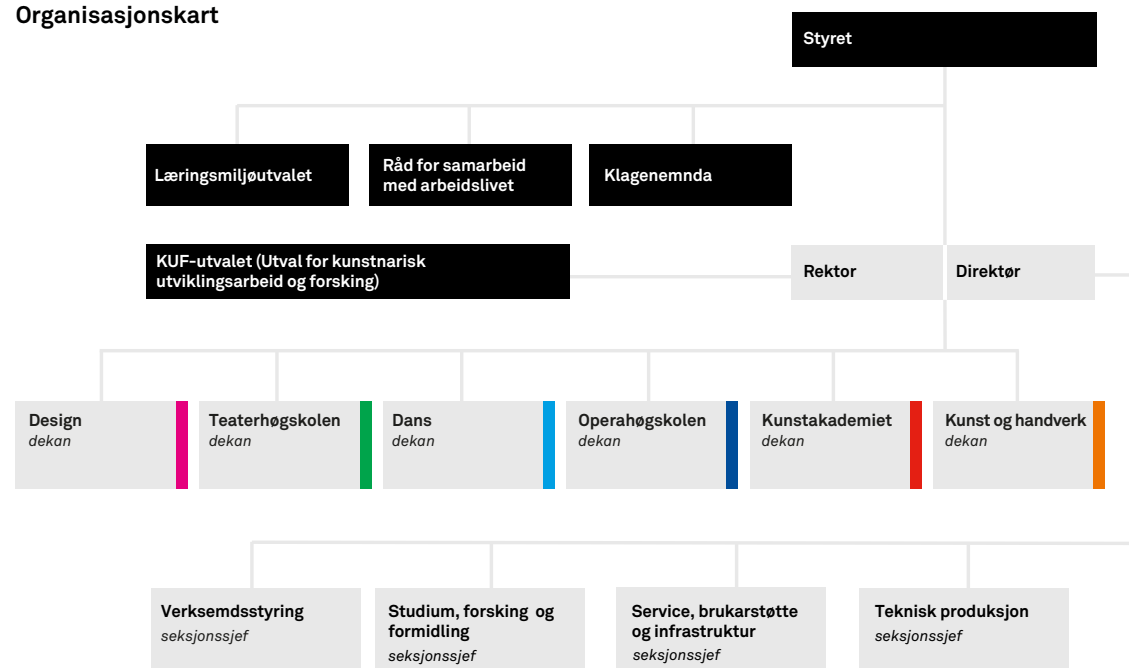 Organisasjonskart
Styret
Læringsmiljøutvalet
Råd for samarbeid
med arbeidslivet
Klagenemnda
KUF-utvalet (Utval for kunstnarisk
utviklingsarbeid og forsking)
Rektor
Direktør
Design
dekan
Teaterhøgskolen
dekan
Dans
dekan
Operahøgskolen
dekan
Kunstakademiet
dekan
Kunst og handverk
dekan
Verksemdsstyring
seksjonssjef
Studium, forsking og
formidling
seksjonssjef
Service, brukarstøtte
og infrastruktur
seksjonssjef
Teknisk produksjon
seksjonssjef